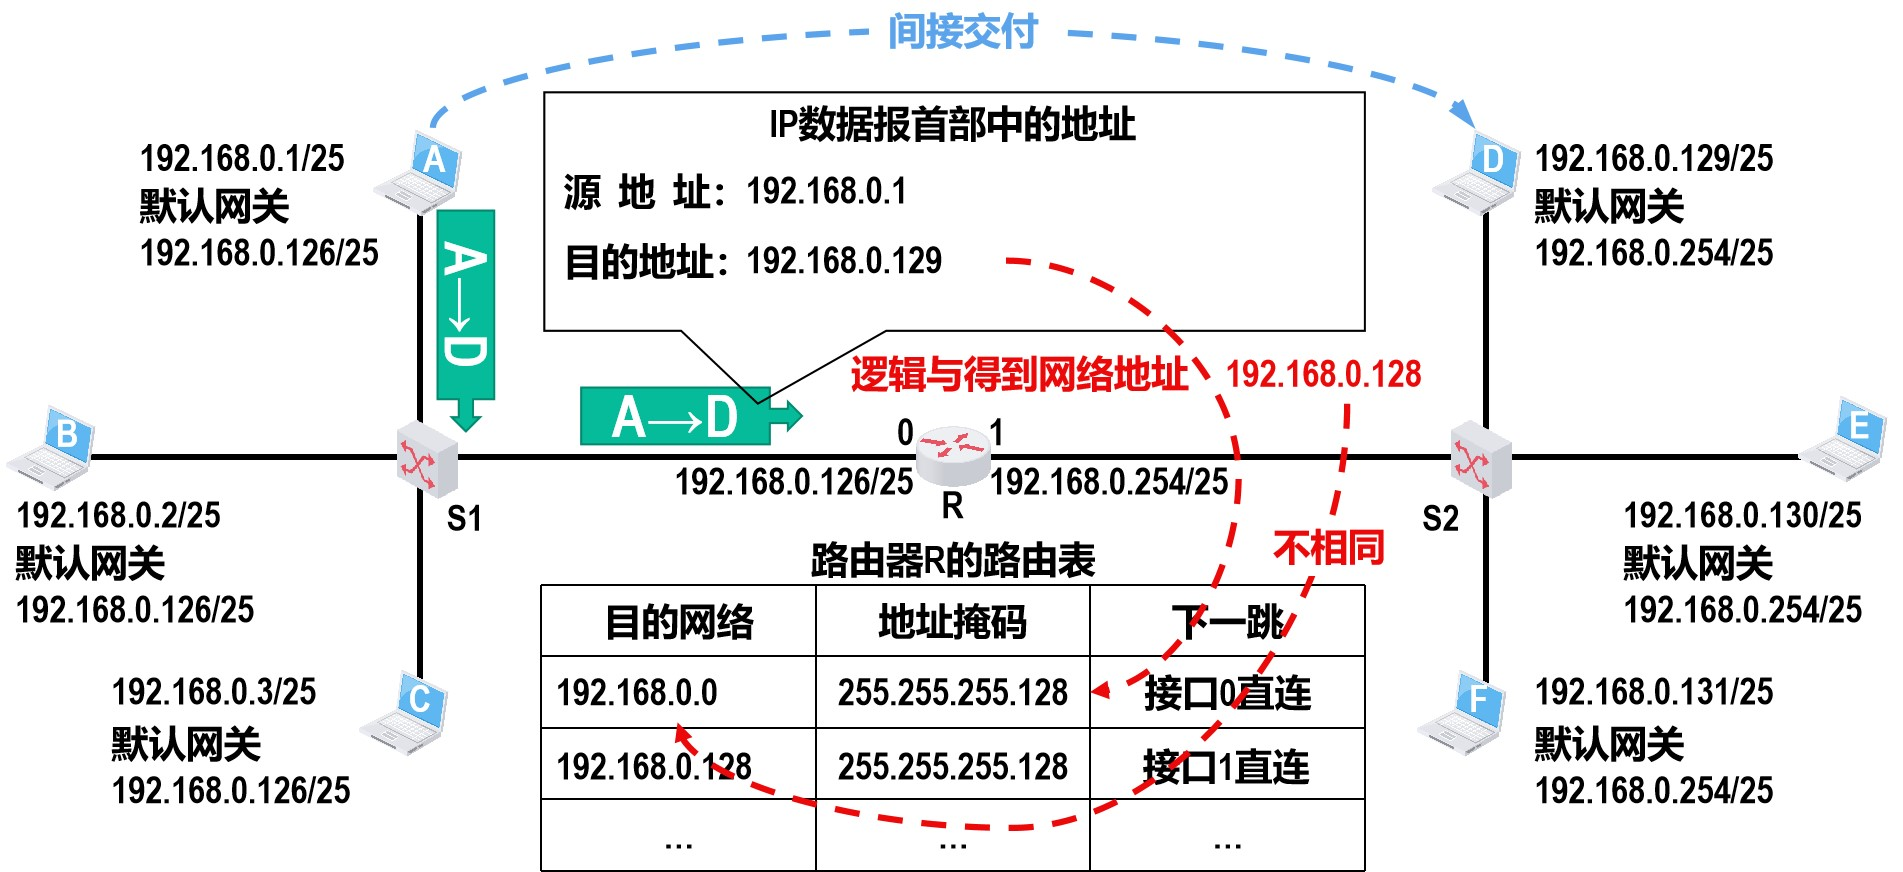 间接交付
IP数据报首部中的地址
源 地 址：192.168.0.1
目的地址：192.168.0.129
A
192.168.0.1/25
默认网关
192.168.0.126/25
D
192.168.0.129/25
默认网关
192.168.0.254/25
A→D
逻辑与得到网络地址 192.168.0.128
A→D
B
192.168.0.2/25
默认网关
192.168.0.126/25
S1
0
1
192.168.0.126/25
192.168.0.254/25
R
S2
E
192.168.0.130/25
默认网关
192.168.0.254/25
不相同
C
192.168.0.3/25
默认网关
192.168.0.126/25
F
192.168.0.131/25
默认网关
192.168.0.254/25
路由器R的路由表
目的网络 地址掩码 下一跳
192.168.0.0 255.255.255.128 接口0直连
192.168.0.128 255.255.255.128 接口1直连
... ... ...